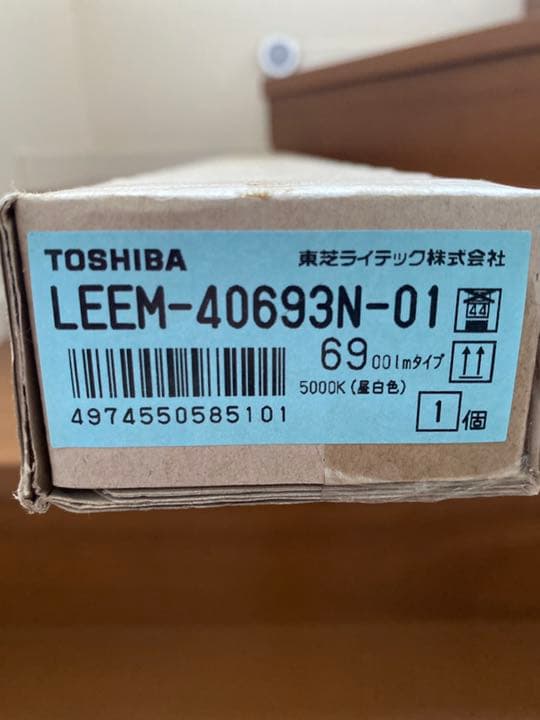 TOSHIBA 東芝ライテック株式会社
LEEM-40693N-01 44
6900lmタイプ
5000K(昼白色)
4974550585101 1個